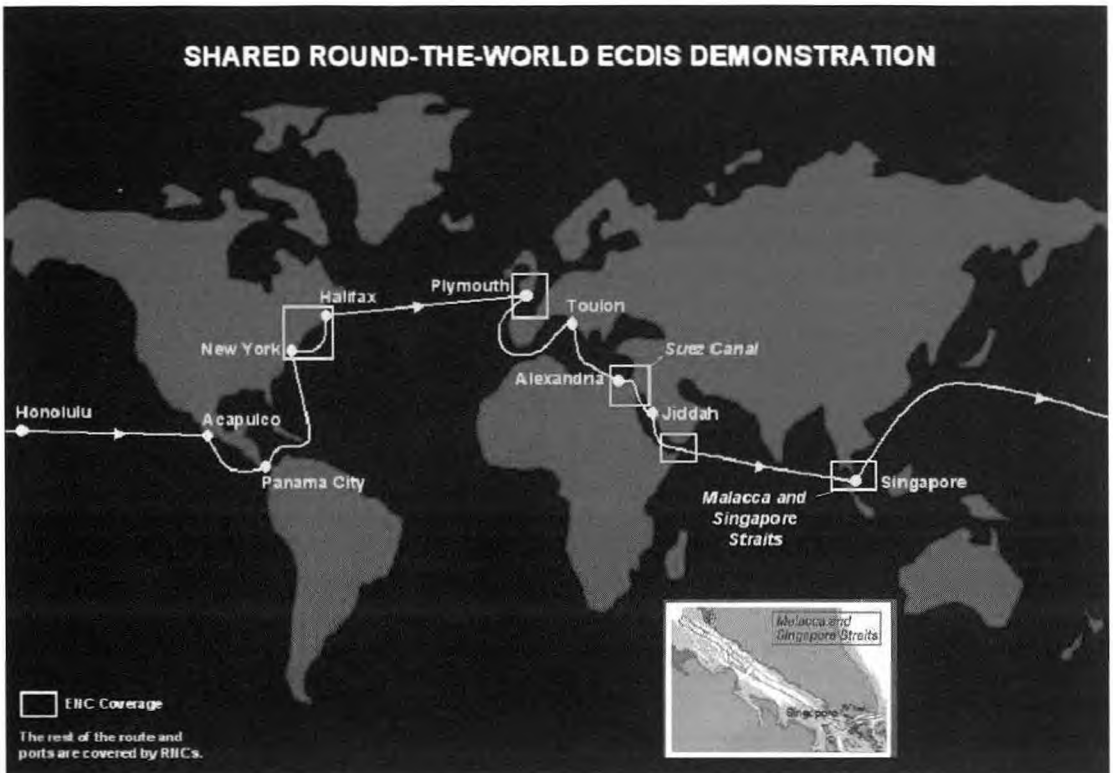 SHARED ROUND-THE-WORLD ECDIS DEMONSTRATION
Plymouth
Halifax
Toulon
New York
Suez Canal
Alexandria
Honolulu
Acapulco
Jiddah
Panama City
Singapore
Malacca and
Singapore
Straits
Malacca and
Singapore Straits
Singapore
ENC Coverage
The rest of the route and
ports are covered by RNCs.